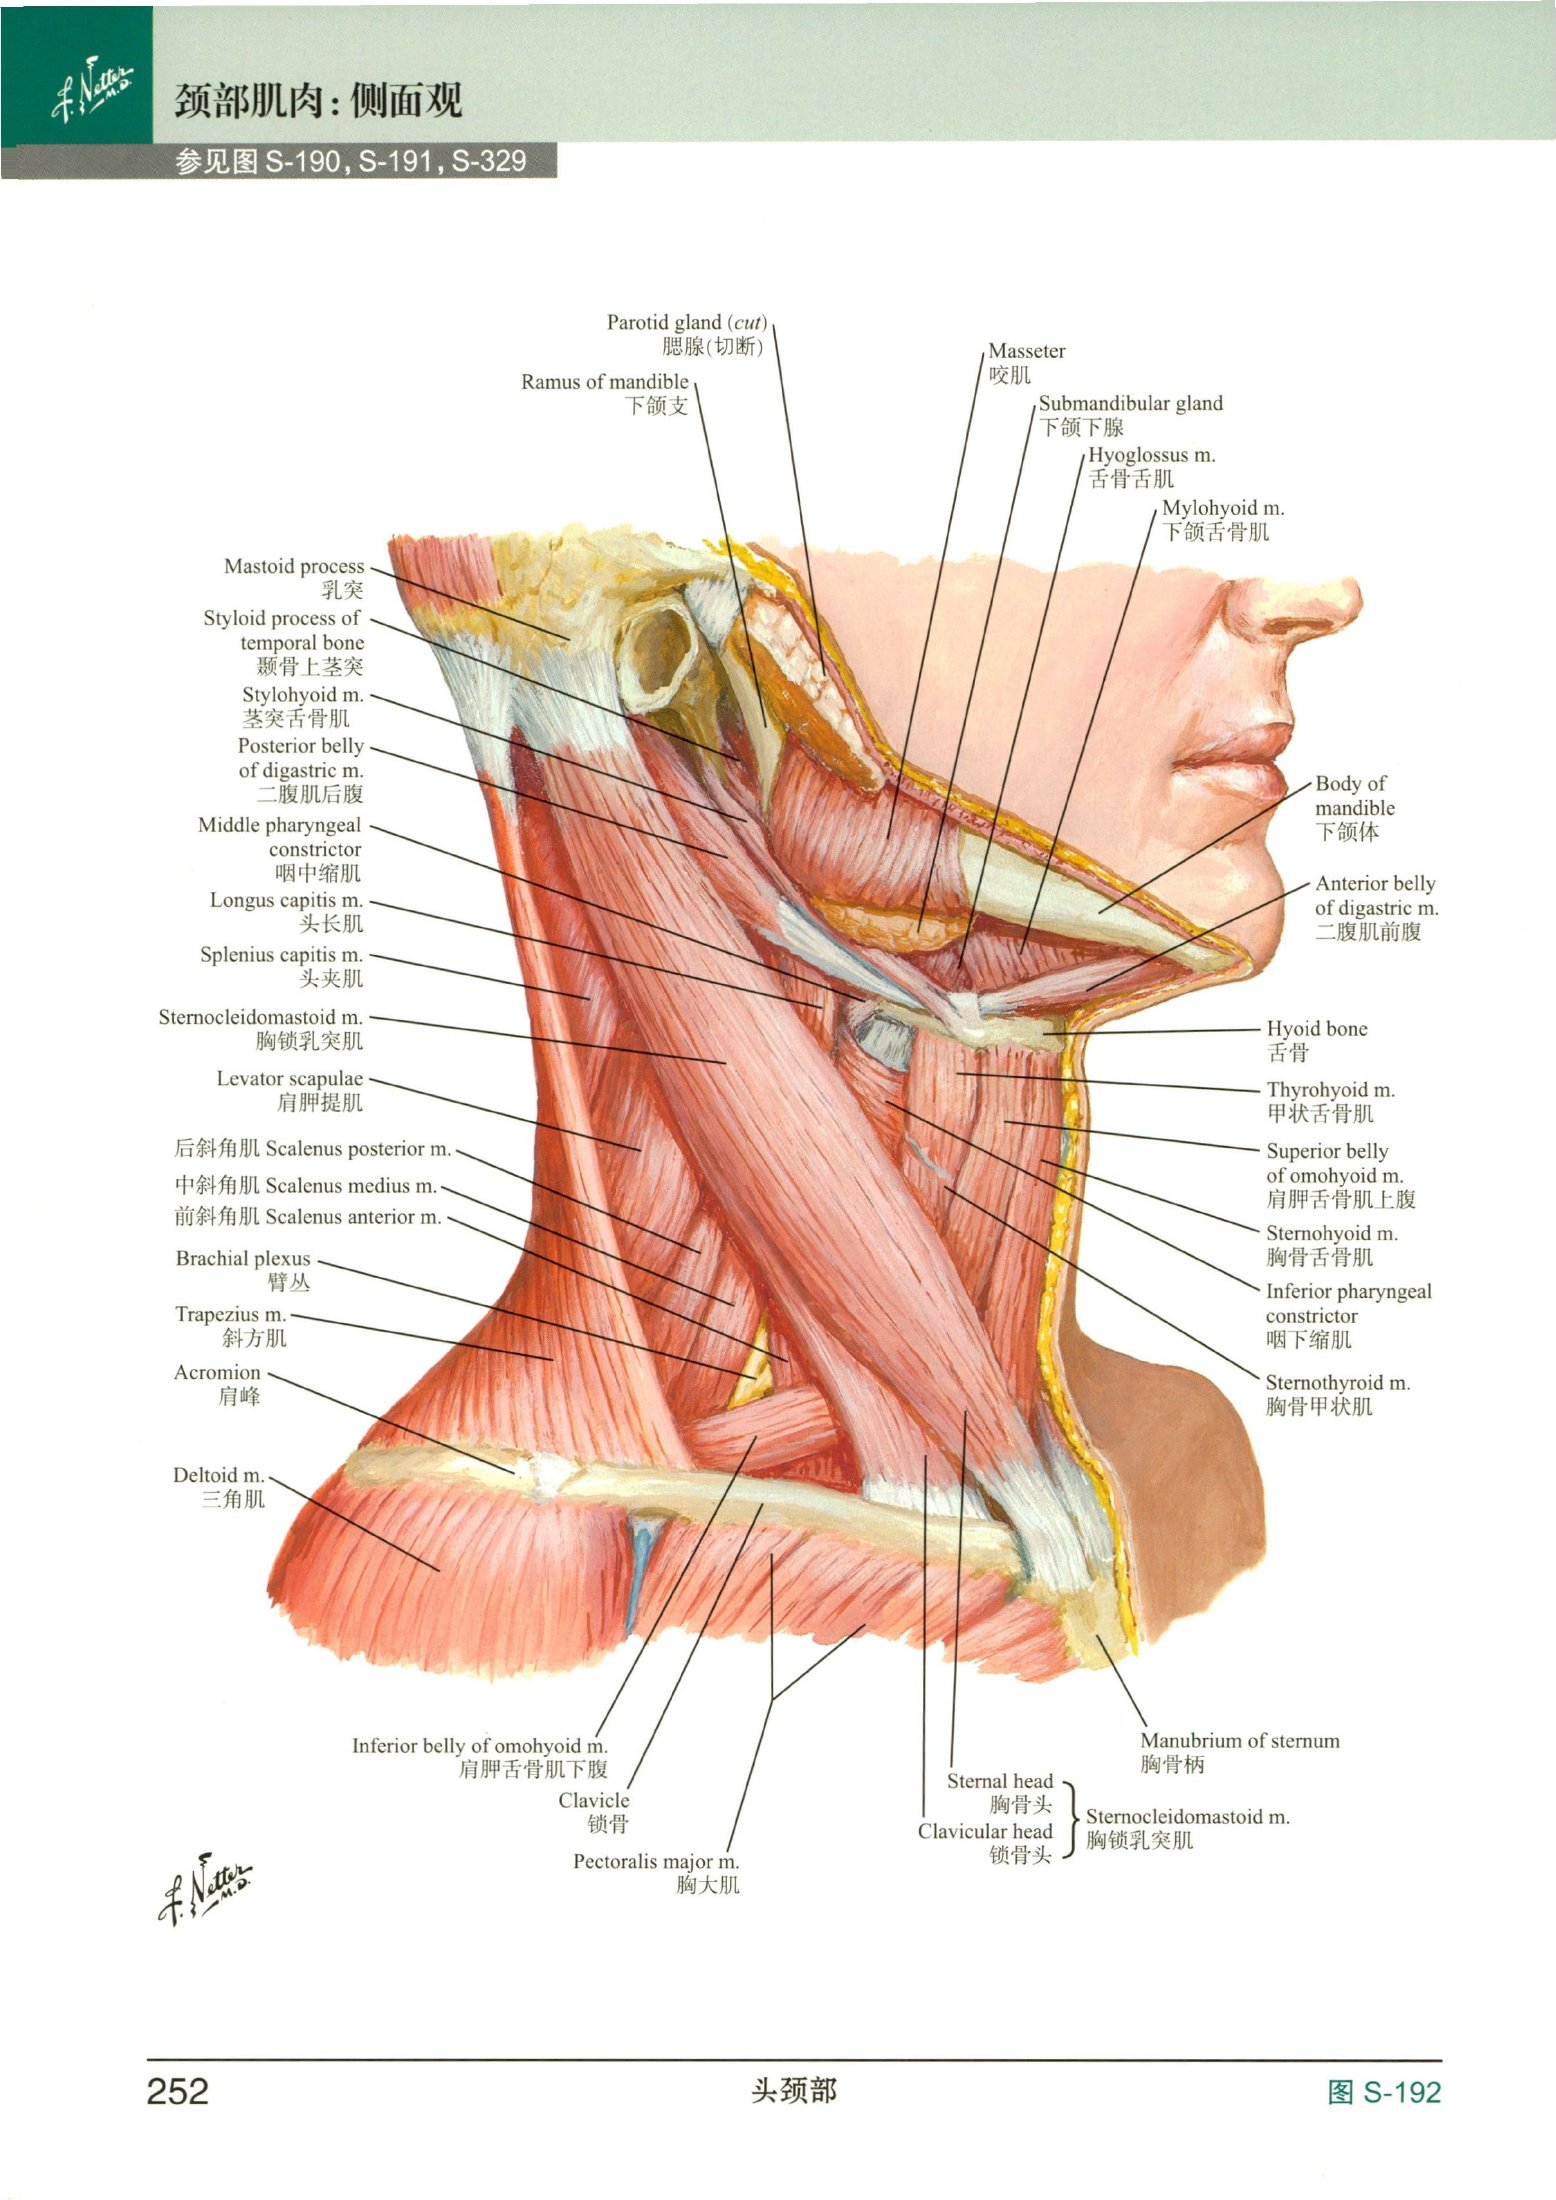 F. Netter M.D.
颈部肌肉：侧面观
参见图 S-190, S-191, S-329
Parotid gland (cut)
腮腺(切断)
Ramus of mandible
下颌支
Masseter
咬肌
Submandibular gland
下颌下腺
Hyoglossus m.
舌骨舌肌
Mylohyoid m.
下颌舌骨肌
Mastoid process
乳突
Styloid process of
temporal bone
颞骨上茎突
Stylohyoid m.
茎突舌骨肌
Posterior belly
of digastric m.
二腹肌后腹
Middle pharyngeal
constrictor
咽中缩肌
Longus capitis m.
头长肌
Splenius capitis m.
头夹肌
Sternocleidomastoid m.
胸锁乳突肌
Levator scapulae
肩胛提肌
后斜角肌 Scalenus posterior m.
中斜角肌 Scalenus medius m.
前斜角肌 Scalenus anterior m.
Brachial plexus
臂丛
Trapezius m.
斜方肌
Acromion
肩峰
Deltoid m.
三角肌
Body of
mandible
下颌体
Anterior belly
of digastric m.
二腹肌前腹
Hyoid bone
舌骨
Thyrohyoid m.
甲状舌骨肌
Superior belly
of omohyoid m.
肩胛舌骨肌上腹
Sternohyoid m.
胸骨舌骨肌
Inferior pharyngeal
constrictor
咽下缩肌
Sternothyroid m.
胸骨甲状肌
Inferior belly of omohyoid m.
肩胛舌骨肌下腹
Clavicle
锁骨
Pectoralis major m.
胸大肌
Manubrium of sternum
胸骨柄
Sternal head
胸骨头
Clavicular head
锁骨头
Sternocleidomastoid m.
胸锁乳突肌
F. Netter M.D.
252
头颈部
图 S-192